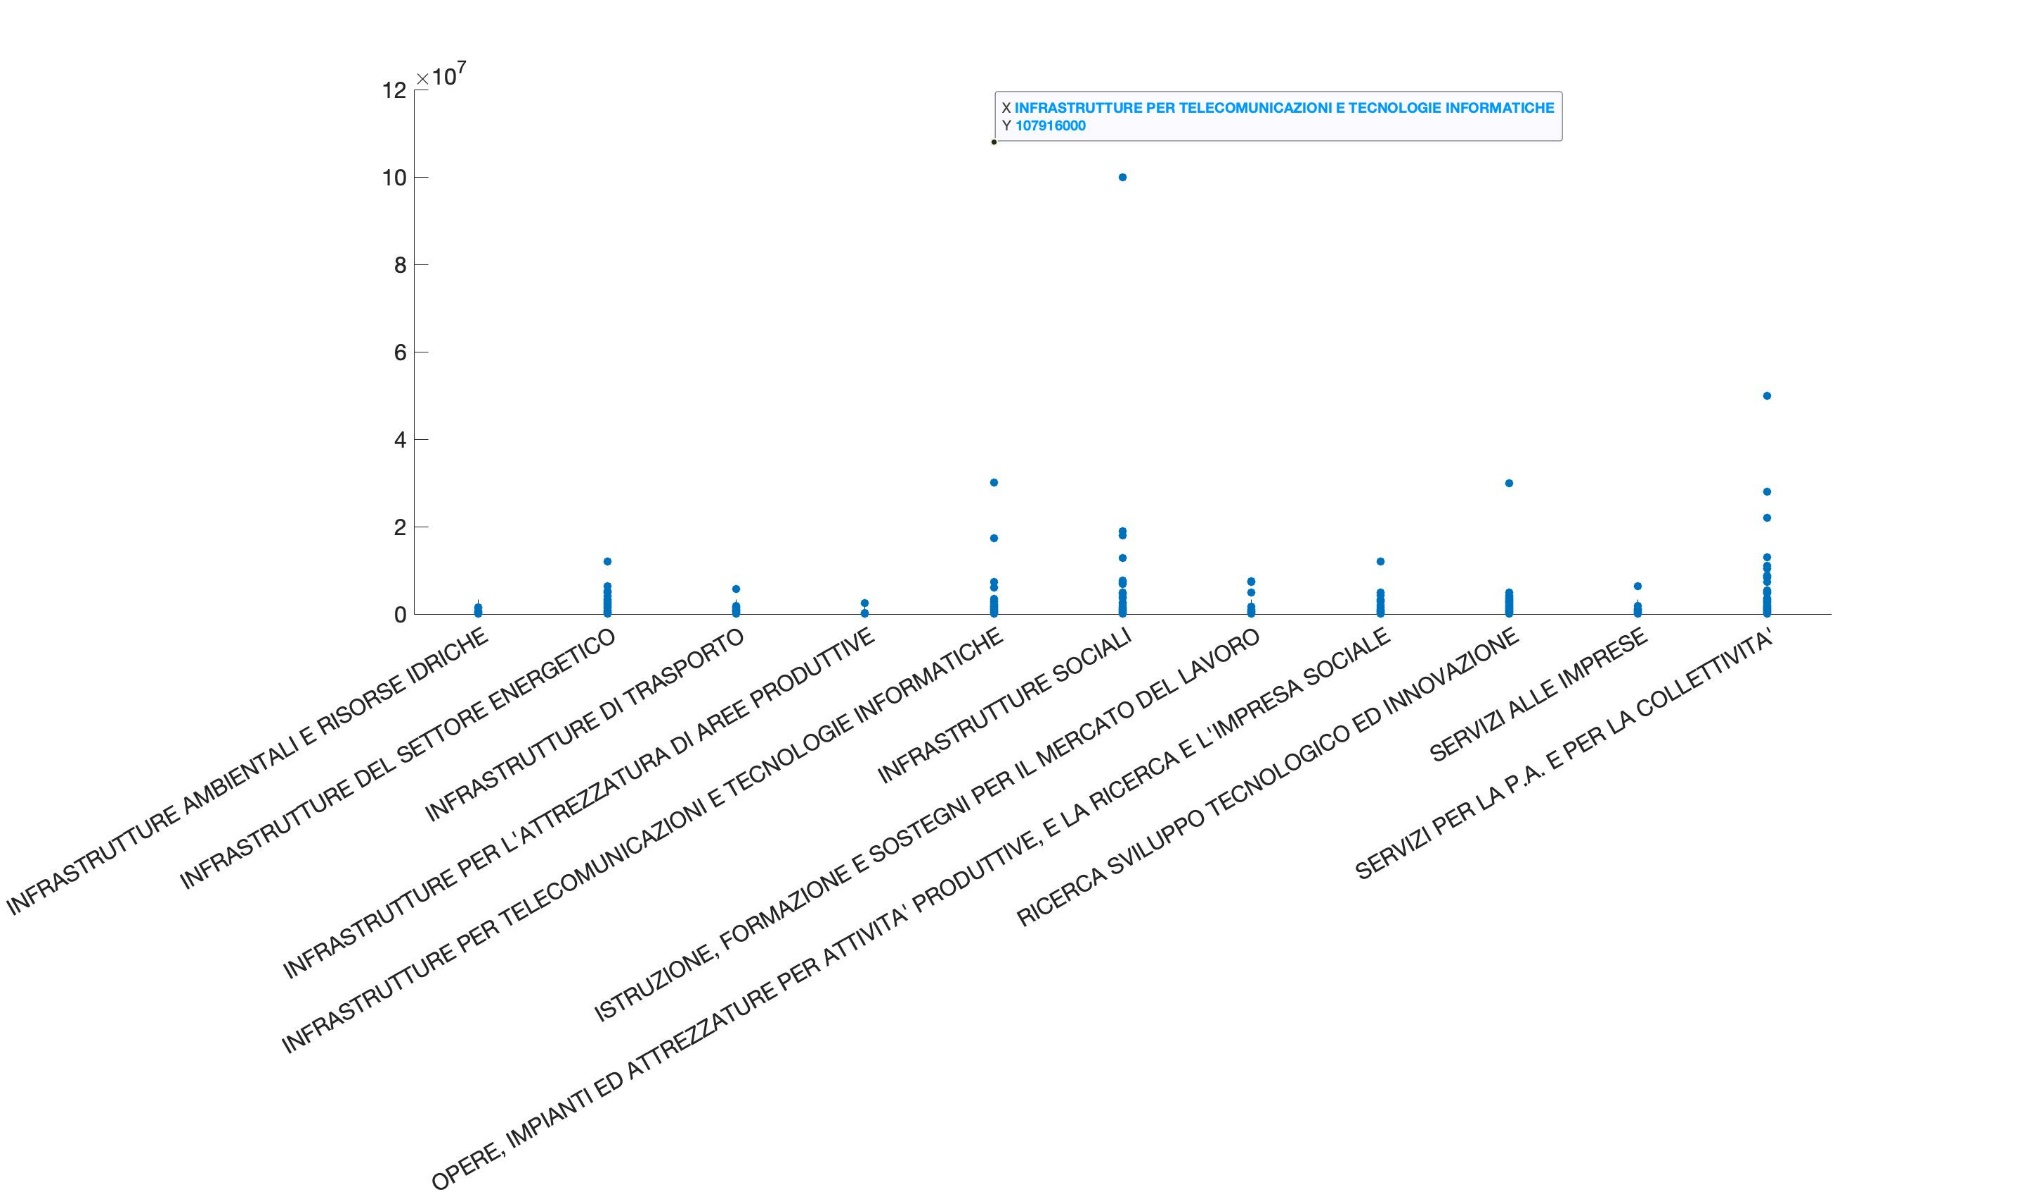 ×10⁷
12
X INFRASTRUTTURE PER TELECOMUNICAZIONI E TECNOLOGIE INFORMATICHE
Y 107916000
10
8
6
4
2
0
INFRASTRUTTURE AMBIENTALI E RISORSE IDRICHE
INFRASTRUTTURE DEL SETTORE ENERGETICO
INFRASTRUTTURE DI TRASPORTO
INFRASTRUTTURE PER L'ATTREZZATURA DI AREE PRODUTTIVE
INFRASTRUTTURE PER TELECOMUNICAZIONI E TECNOLOGIE INFORMATICHE
INFRASTRUTTURE SOCIALI
ISTRUZIONE, FORMAZIONE E SOSTEGNI PER IL MERCATO DEL LAVORO
OPERE, IMPIANTI ED ATTREZZATURE PER ATTIVITA' PRODUTTIVE, E LA RICERCA E L'IMPRESA SOCIALE
RICERCA SVILUPPO TECNOLOGICO ED INNOVAZIONE
SERVIZI ALLE IMPRESE
SERVIZI PER LA P.A. E PER LA COLLETTIVITA'